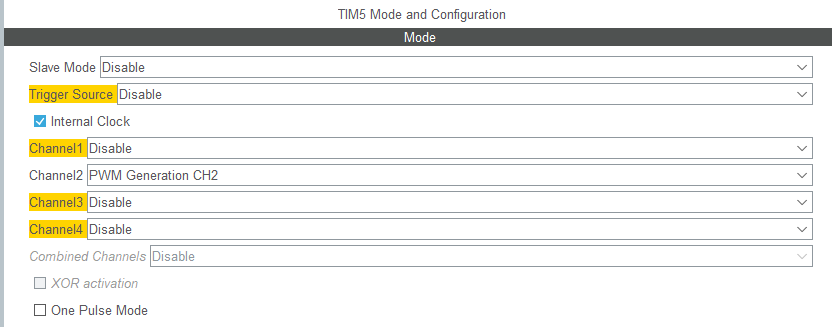 TIM5 Mode and Configuration
Mode
Slave Mode Disable
Trigger Source Disable
Internal Clock
Channel1 Disable
Channel2 PWM Generation CH2
Channel3 Disable
Channel4 Disable
Combined Channels Disable
XOR activation
One Pulse Mode